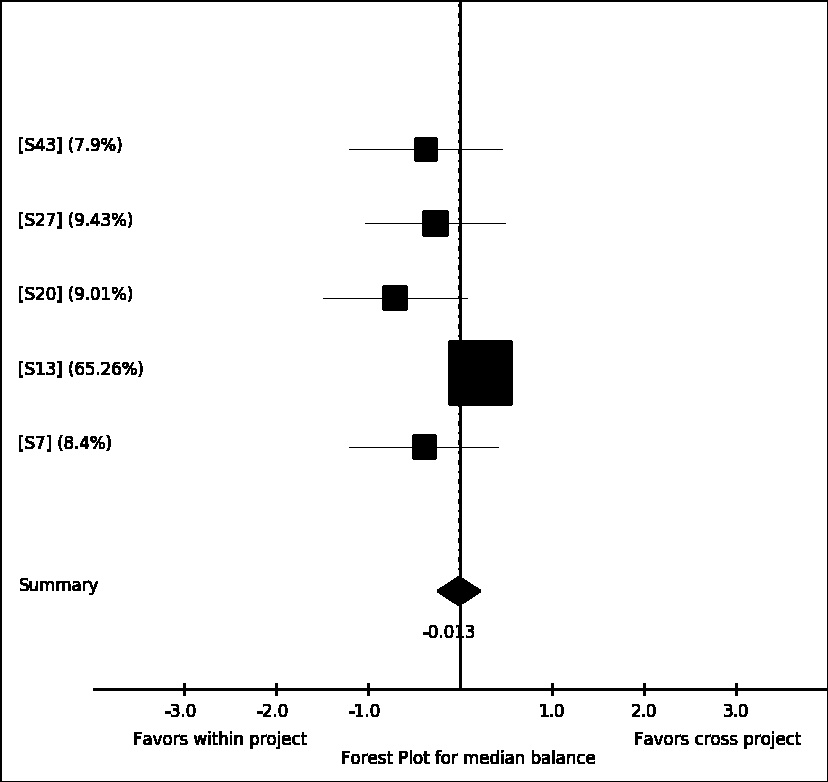 [S43] (7.9%)
[S27] (9.43%)
[S20] (9.01%)
[S13] (65.26%)
[S7] (8.4%)
Summary
-0.013
-3.0 -2.0 -1.0 1.0 2.0 3.0
Favors within project Favors cross project
Forest Plot for median balance